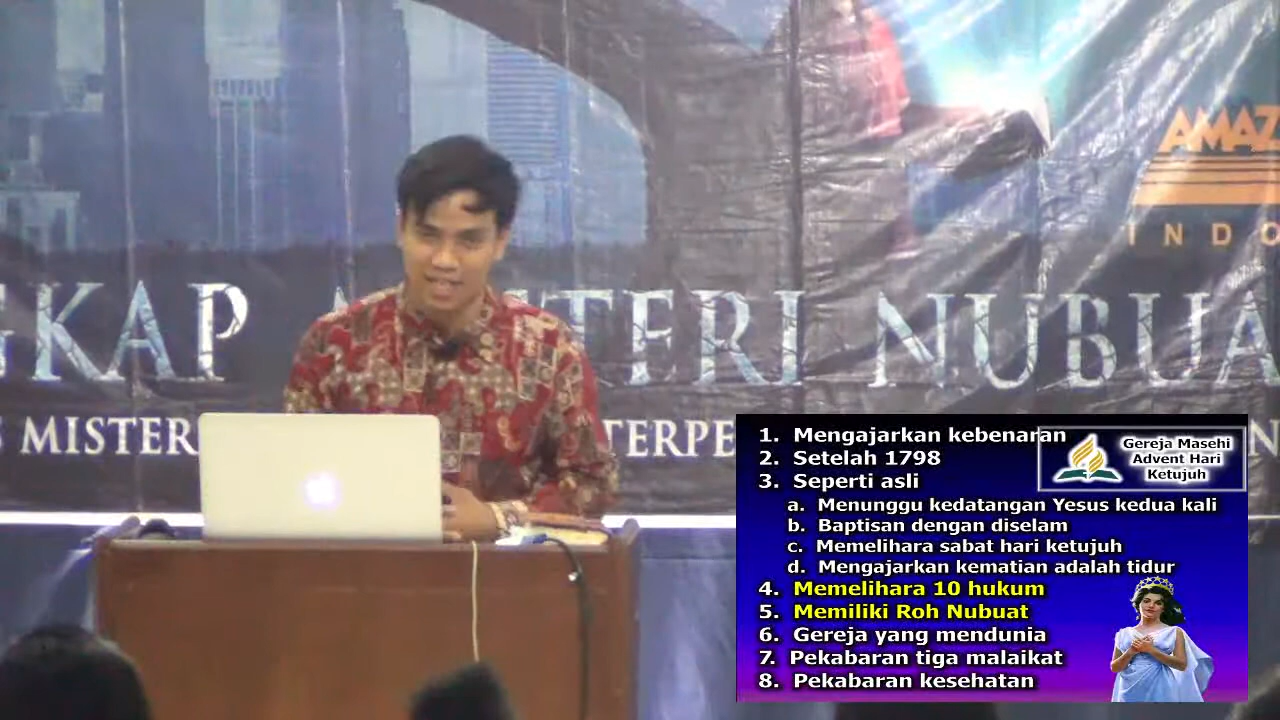 AMAZ
INDO
GKAP MISTERI NUBUA
S MISTER TERPE N
1. Mengajarkan kebenaran
2. Setelah 1798
3. Seperti asli
a. Menunggu kedatangan Yesus kedua kali
b. Baptisan dengan diselam
c. Memelihara sabat hari ketujuh
d. Mengajarkan kematian adalah tidur
4. Memelihara 10 hukum
5. Memiliki Roh Nubuat
6. Gereja yang mendunia
7. Pekabaran tiga malaikat
8. Pekabaran kesehatan
Gereja Masehi
Advent Hari
Ketujuh